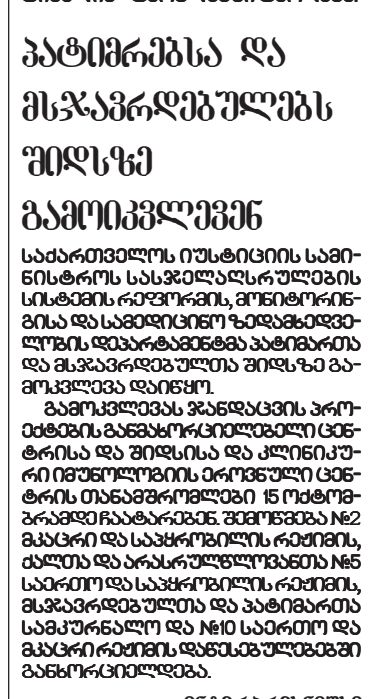 პატიმრებსა და
მსჯავრდებულებს
შიდსზე
გამოიკვლევენ
საქართველოს იუსტიციის სამი-
ნისტროს სასჯელაღსრულების
სისტემის რეფორმის, მონიტორინ-
გისა და სამედიცინო ზედამხედვე-
ლობის დეპარტამენტმა პატიმართა
და მსჯავრდებულთა შიდსზე გა-
მოკვლევა დაიწყო.
გამოკვლევას ჯანდაცვის პრო-
ექტების განმახორციელებელი ცენ-
ტრისა და შიდსისა და კლინიკუ-
რი იმუნოლოგიის ეროვნული ცენ-
ტრის თანამშრომლები 15 ოქტომ-
ბრამდე ჩაატარებენ. შემოწმება №2
მკაცრი და საპყრობილის რეჟიმის,
ქალთა და არასრულწლოვანთა №5
საერთო და საპყრობილის რეჟიმის,
მსჯავრდებულთა და პატიმართა
სამკურნალო და №10 საერთო და
მკაცრი რეჟიმის დაწესებულებებში
განხორციელდება.